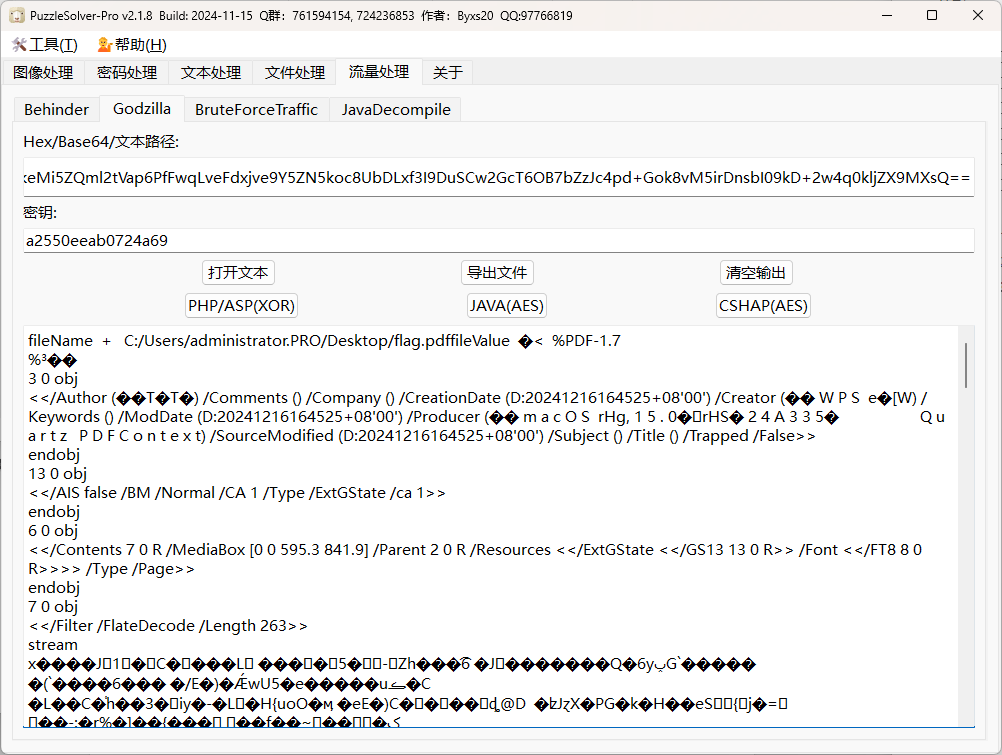 PuzzleSolver-Pro v2.1.8 Build: 2024-11-15 Q群: 761594154, 724236853 作者: Byxs20 QQ:97766819
工具(T) 帮助(H)
图像处理 密码处理 文本处理 文件处理 流量处理 关于
Behinder Godzilla BruteForceTraffic JavaDecompile
Hex/Base64/文本路径:
eMi5ZQml2tVap6PfFwqLveFdxjve9Y5ZN5koc8UbDLxf3I9DuSCw2GcT6OB7bZzJc4pd+Gok8vM5irDnsbI09kD+2w4q0kljZX9MXsQ==
密钥:
a2550eeab0724a69
打开文本 导出文件 清空输出
PHP/ASP(XOR) JAVA(AES) CSHAP(AES)
fileName + C:/Users/administrator.PRO/Desktop/flag.pdffileValue �< %PDF-1.7
%³��
3 0 obj
<</Author (��T�T�) /Comments () /Company () /CreationDate (D:20241216164525+08'00') /Creator (�� W P S e�[W) /
Keywords () /ModDate (D:20241216164525+08'00') /Producer (�� m a c O S rHg, 1 5 . 0�▯rHS� 2 4 A 3 3 5� Q u
a r t z P D F C o n t e x t) /SourceModified (D:20241216164525+08'00') /Subject () /Title () /Trapped /False>>
endobj
13 0 obj
<</AIS false /BM /Normal /CA 1 /Type /ExtGState /ca 1>>
endobj
6 0 obj
<</Contents 7 0 R /MediaBox [0 0 595.3 841.9] /Parent 2 0 R /Resources <</ExtGState <</GS13 13 0 R>> /Font <</FT8 8 0
R>>>> /Type /Page>>
endobj
7 0 obj
<</Filter /FlateDecode /Length 263>>
stream